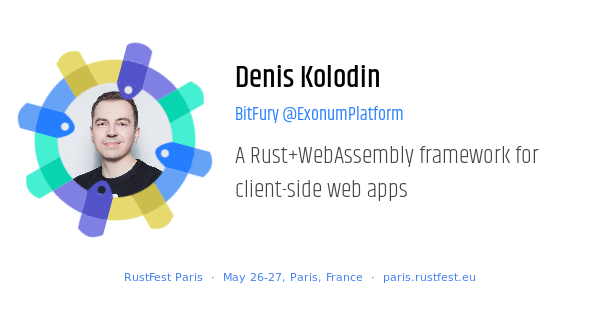 Denis Kolodin
BitFury @ExonumPlatform
A Rust+WebAssembly framework for
client-side web apps
RustFest Paris · May 26-27, Paris, France · paris.rustfest.eu